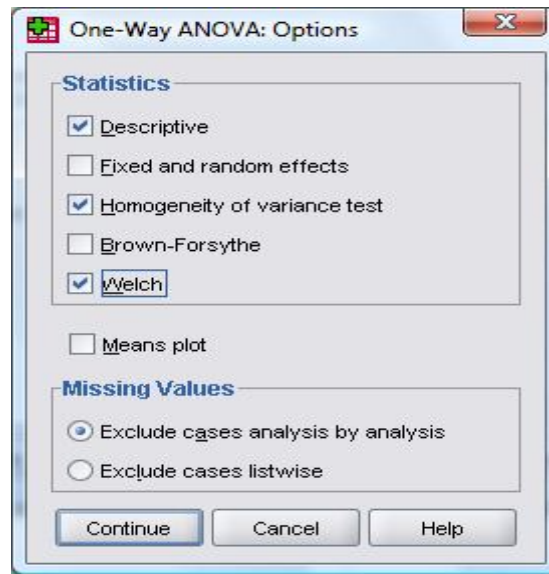 One-Way ANOVA: Options
Statistics
Descriptive
Fixed and random effects
Homogeneity of variance test
Brown-Forsythe
Welch
Means plot
Missing Values
Exclude cases analysis by analysis
Exclude cases listwise
Continue Cancel Help